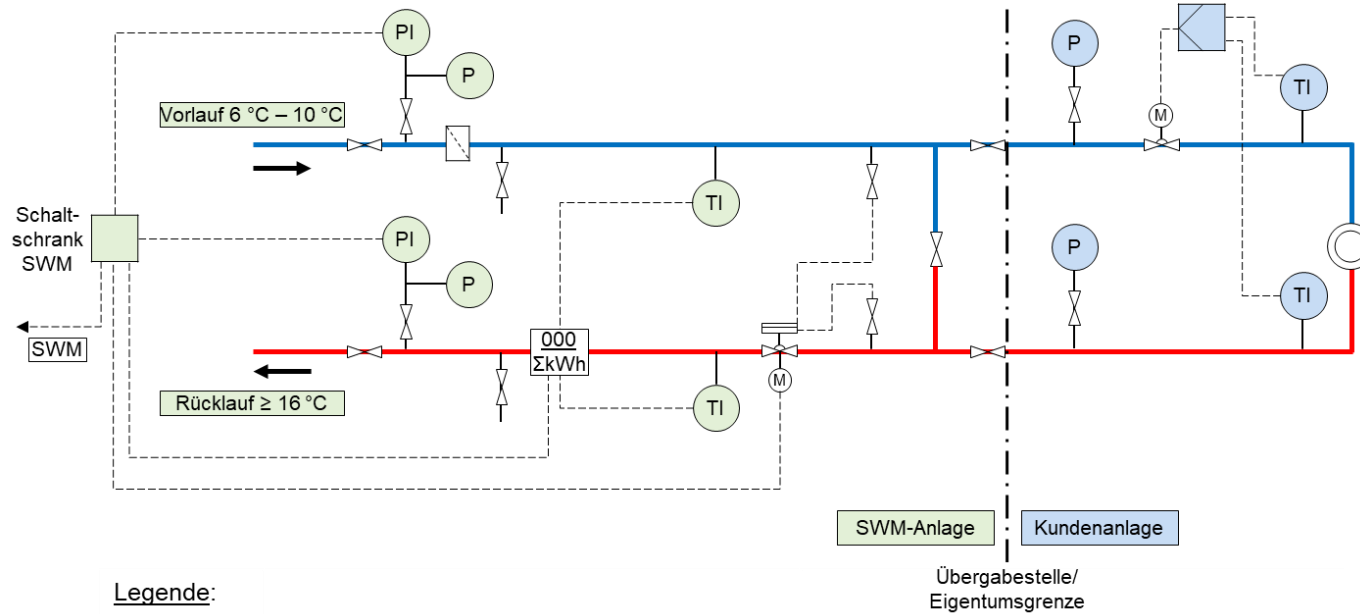 PI
P
P
TI
M
Vorlauf 6 °C – 10 °C
TI
Schalt-
schrank
SWM
PI
P
P
TI
SWM
000
ΣkWh
M
TI
Rücklauf ≥ 16 °C
SWM-Anlage
Kundenanlage
Übergabestelle/
Eigentumsgrenze
Legende: